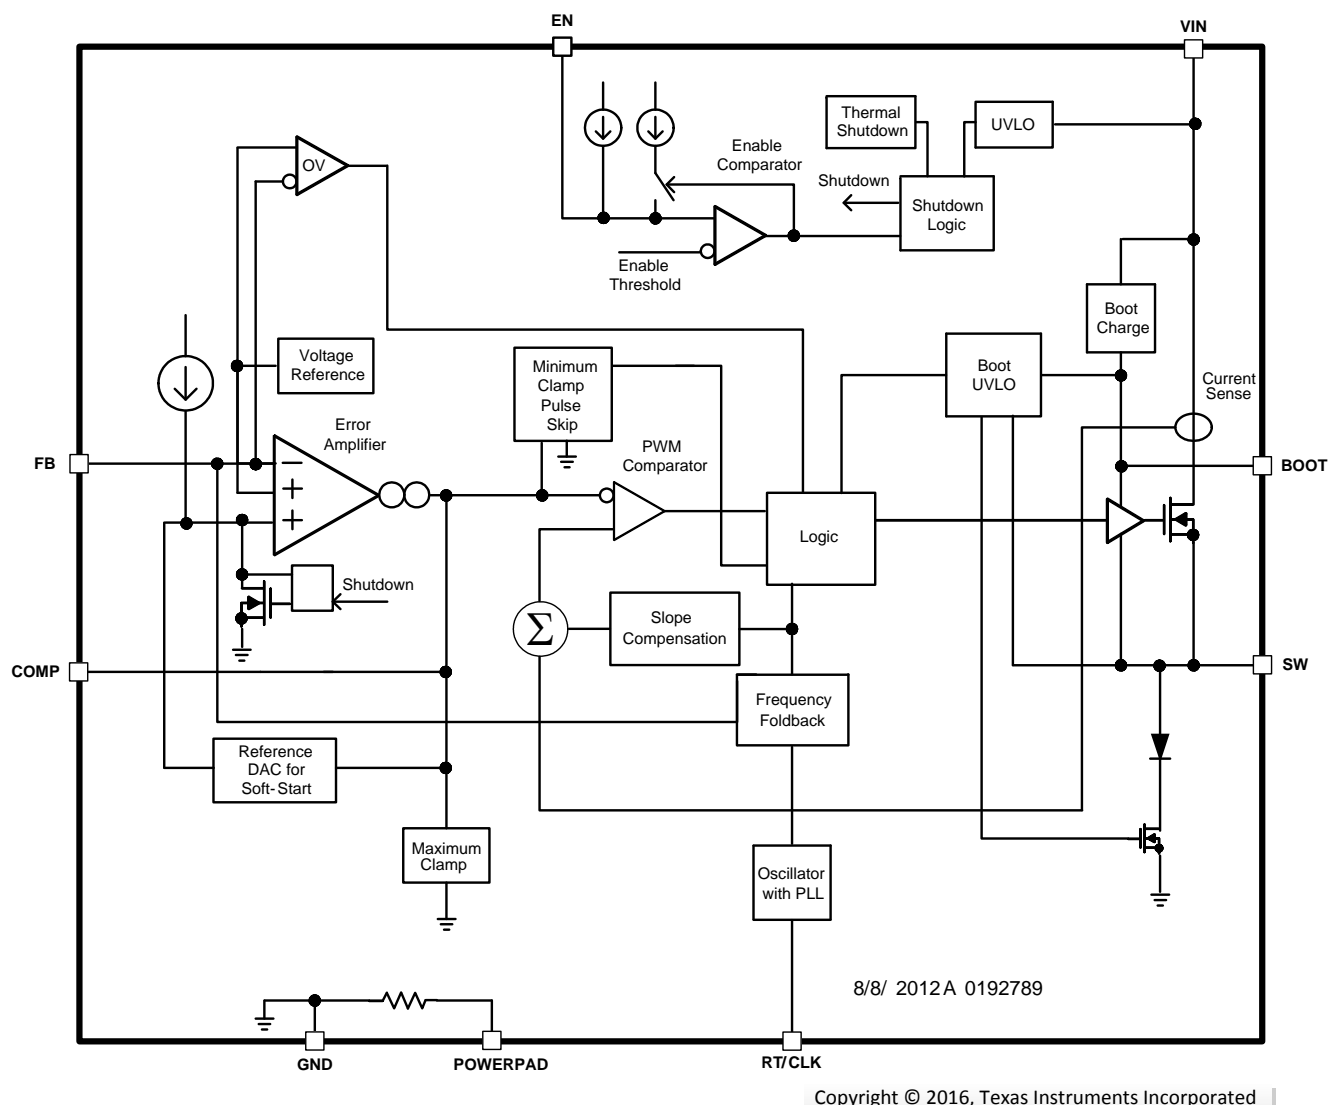 EN
VIN
Thermal
Shutdown
UVLO
Enable
Comparator
OV
Shutdown
Shutdown
Logic
Enable
Threshold
Boot
Charge
Voltage
Reference
Minimum
Clamp
Pulse
Skip
Boot
UVLO
Current
Sense
Error
Amplifier
PWM
Comparator
FB
BOOT
−
+
+
Logic
Shutdown
Slope
Compensation
Σ
COMP
SW
Frequency
Foldback
Reference
DAC for
Soft-Start
Maximum
Clamp
Oscillator
with PLL
8/8/ 2012 A 0192789
GND
POWERPAD
RT/CLK
Copyright © 2016, Texas Instruments Incorporated